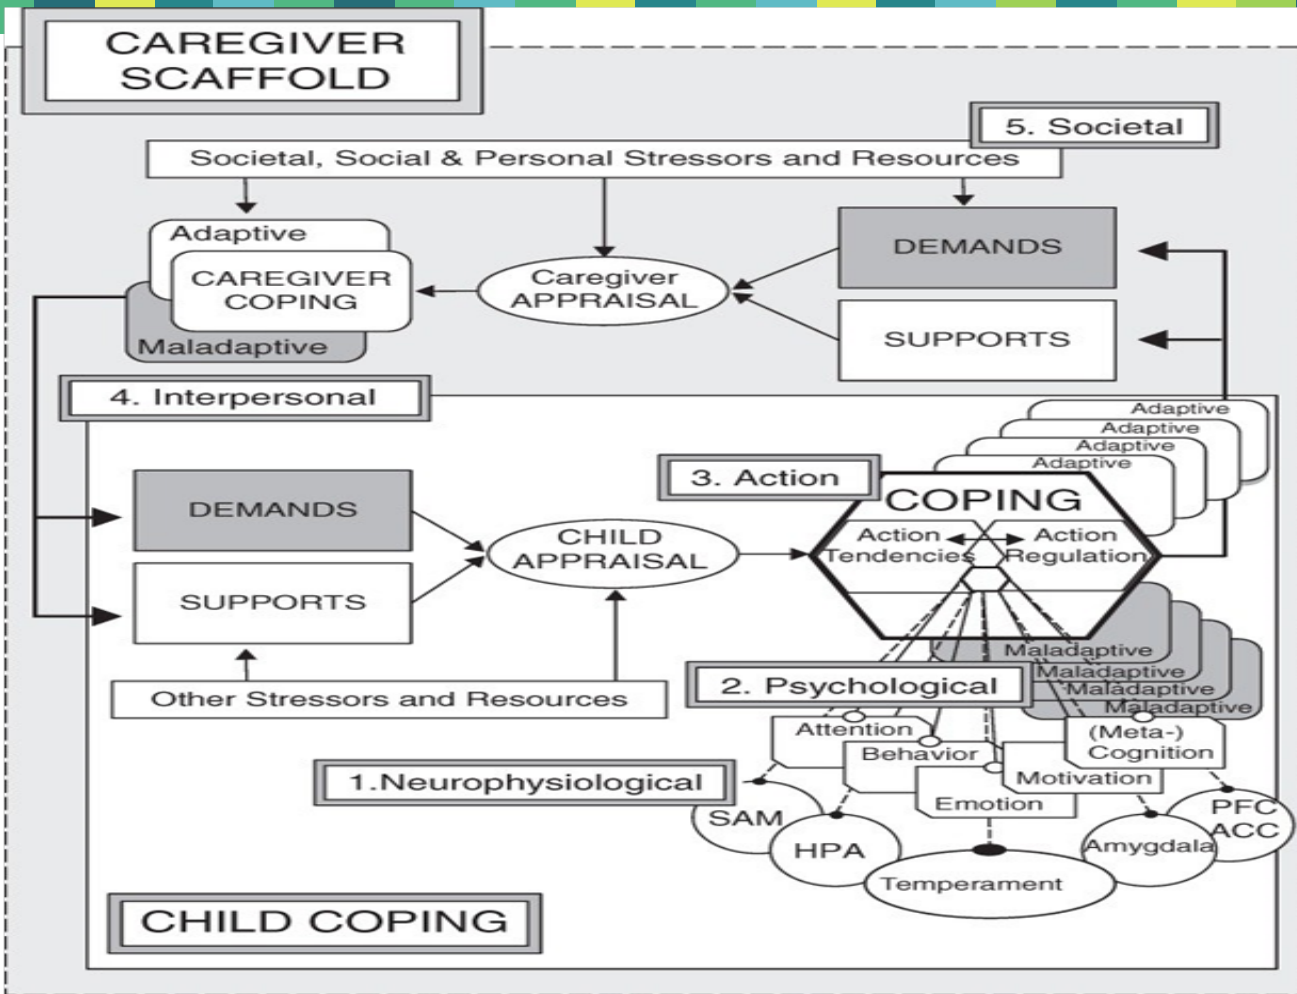 CAREGIVER
SCAFFOLD
5. Societal
Societal, Social & Personal Stressors and Resources
Adaptive
CAREGIVER
COPING
Maladaptive
Caregiver
APPRAISAL
DEMANDS
SUPPORTS
4. Interpersonal
DEMANDS
SUPPORTS
CHILD
APPRAISAL
Other Stressors and Resources
3. Action
Adaptive
Adaptive
Adaptive
Adaptive
COPING
Action
Tendencies
Action
Regulation
Maladaptive
Maladaptive
Maladaptive
Maladaptive
2. Psychological
Attention
Behavior
Emotion
Motivation
(Meta-)
Cognition
1.Neurophysiological
SAM
HPA
Temperament
Amygdala
PFC
ACC
CHILD COPING